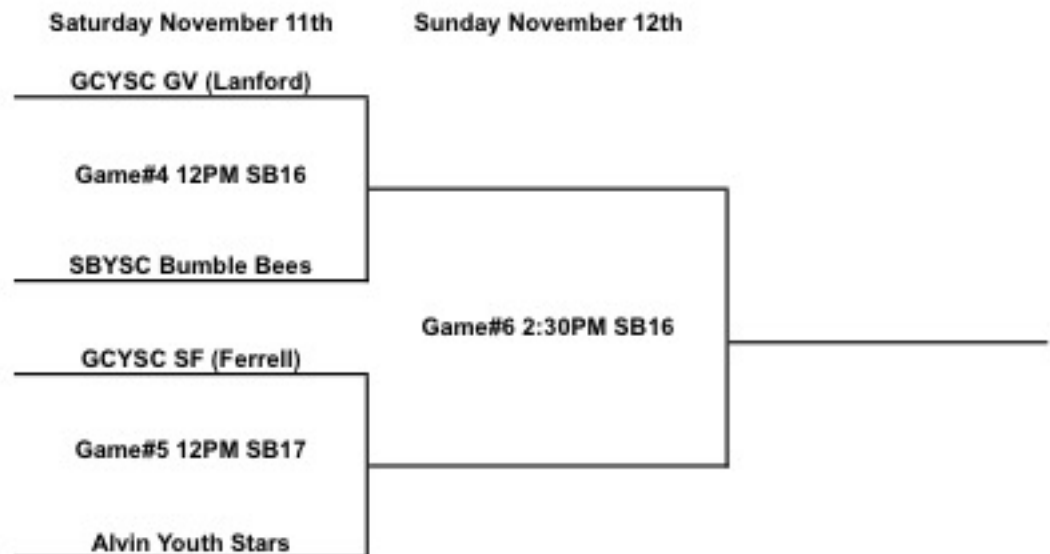 Saturday November 11th
Sunday November 12th
GCYSC GV (Lanford)
Game#4 12PM SB16
SBYSC Bumble Bees
Game#6 2:30PM SB16
GCYSC SF (Ferrell)
Game#5 12PM SB17
Alvin Youth Stars